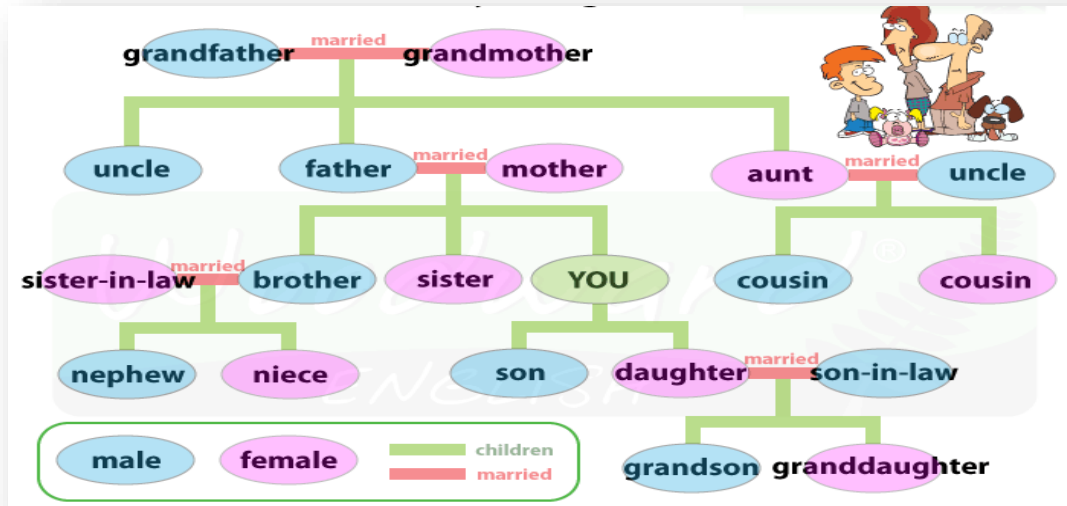 married
grandfather grandmother
married married
uncle father mother aunt uncle
married
sister-in-law brother sister YOU cousin cousin
married
nephew niece son daughter son-in-law
ENGLISH
children
male female
married
grandson granddaughter